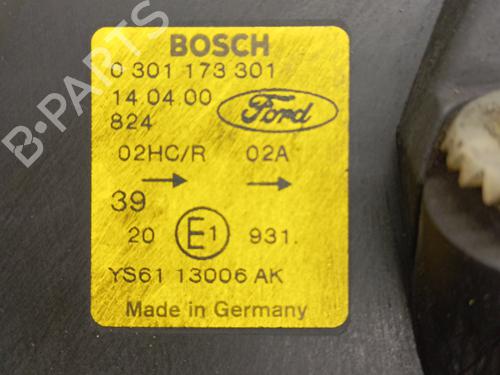 BOSCH
0 301 173 301
14.04.00
Ford
824
02HC/R 02A
39
20 E1 931.
YS61 13006 AK
Made in Germany
B-Parts